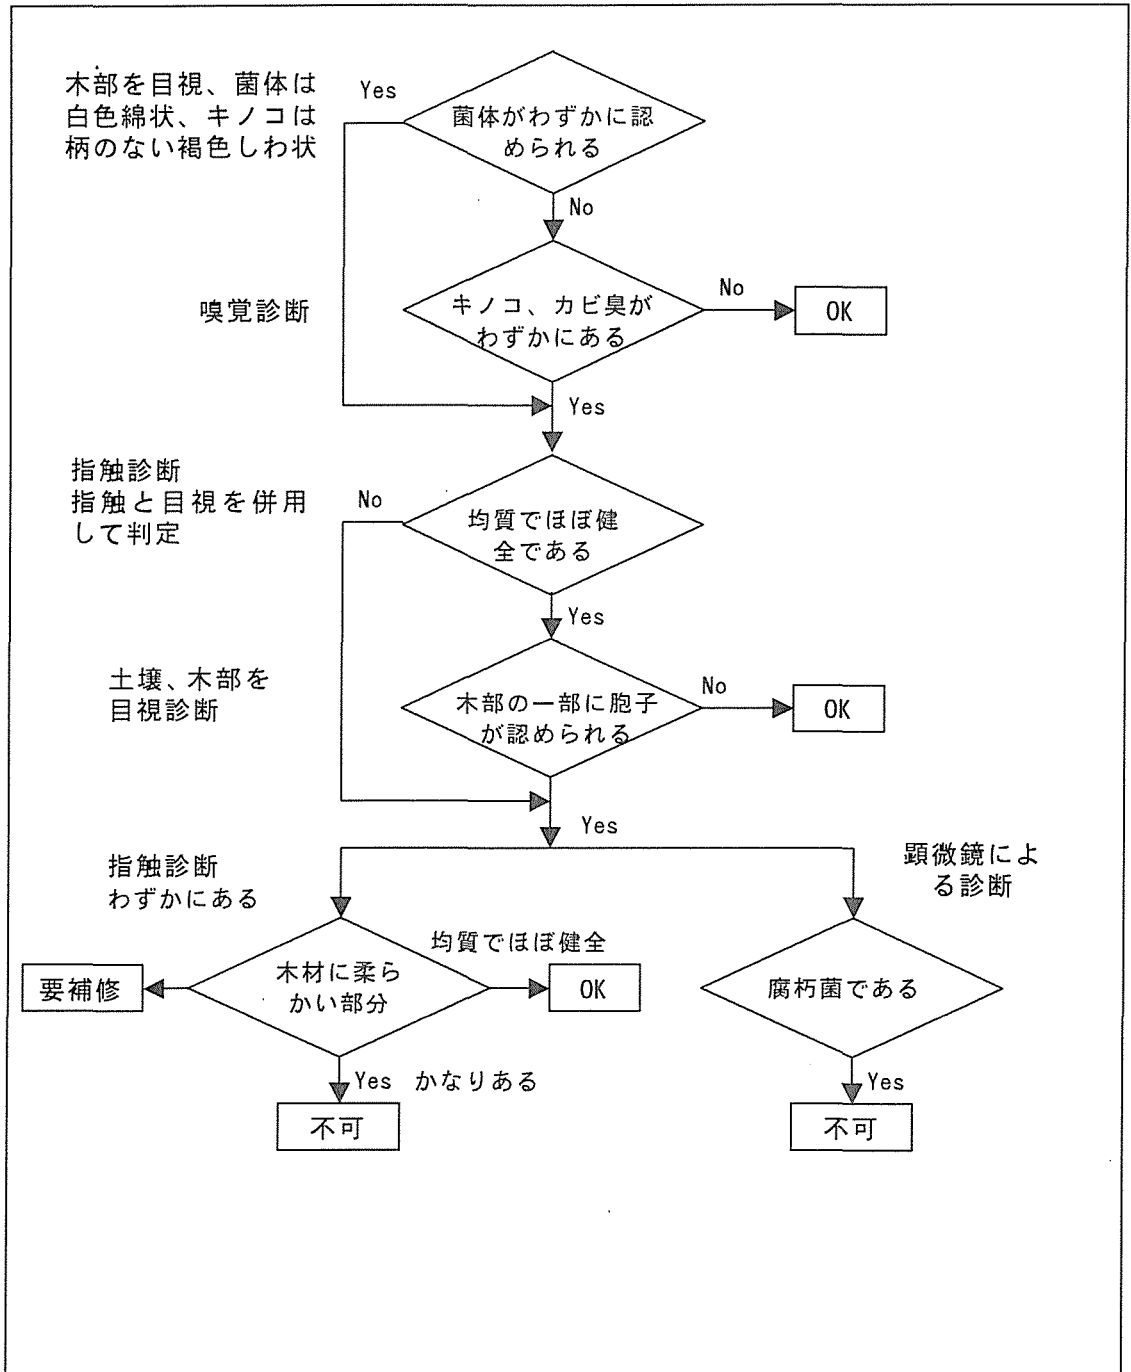 木部を目視、菌体は
白色綿状、キノコは
柄のない褐色しわ状
Yes
菌体がわずかに認
められる
No
嗅覚診断
キノコ、カビ臭が
わずかにある
No
OK
Yes
指触診断
指触と目視を併用
して判定
No
均質でほぼ健
全である
Yes
土壌、木部を
目視診断
木部の一部に胞子
が認められる
No
OK
Yes
指触診断
わずかにある
顕微鏡によ
る診断
均質でほぼ健全
要補修
木材に柔ら
かい部分
OK
腐朽菌である
Yes かなりある
Yes
不可
不可